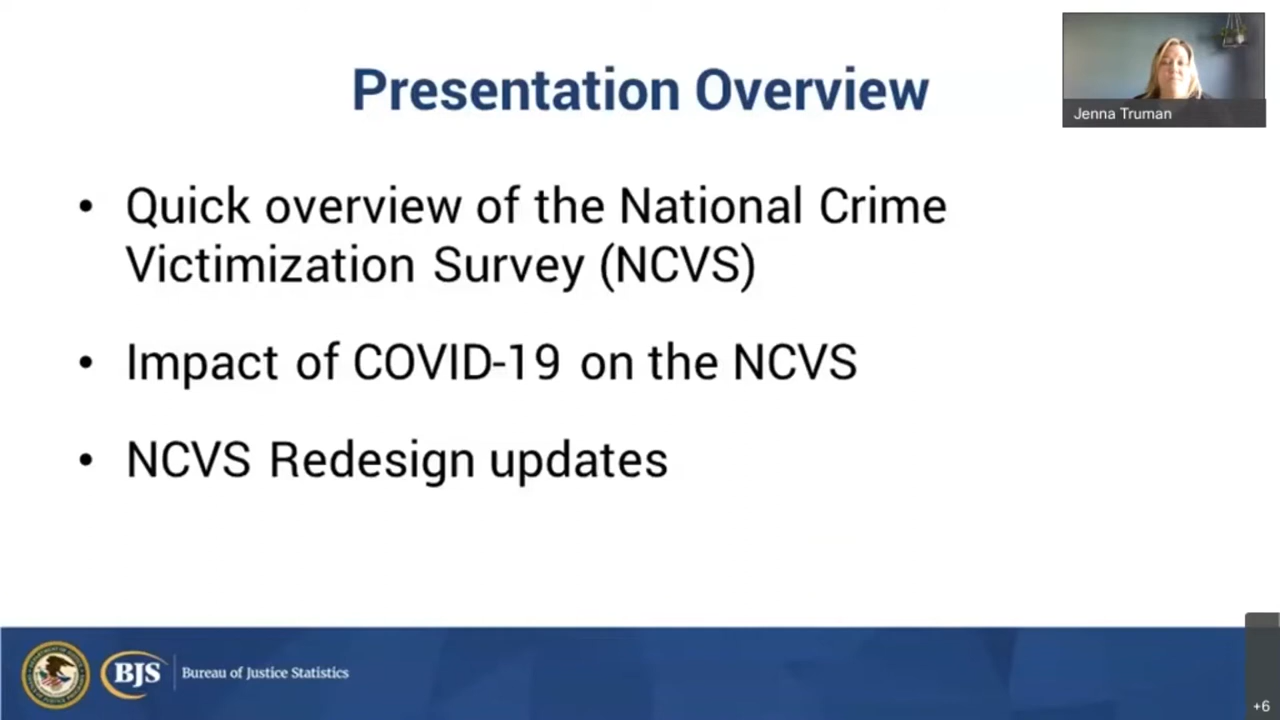 Presentation Overview
Jenna Truman
• Quick overview of the National Crime
Victimization Survey (NCVS)
• Impact of COVID-19 on the NCVS
• NCVS Redesign updates
BJS
Bureau of Justice Statistics
+6